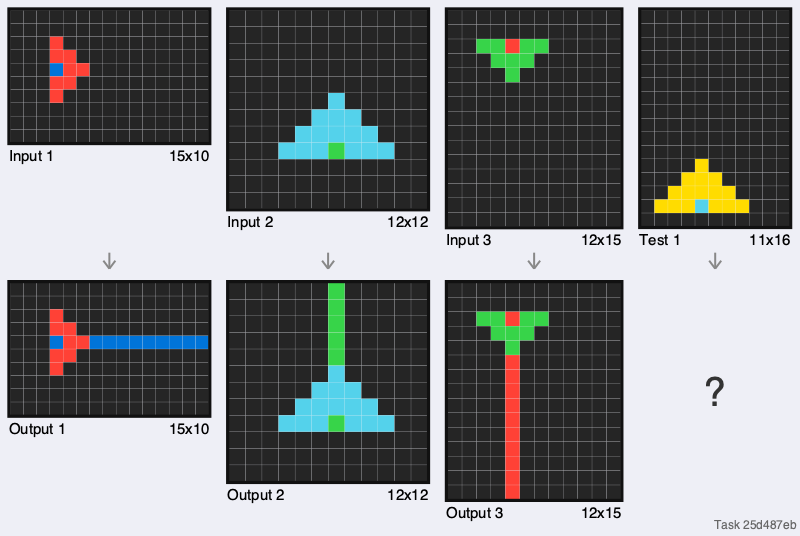 Input 1 15x10
Input 2 12x12
Input 3 12x15
Test 1 11x16
Output 1 15x10
Output 2 12x12
Output 3 12x15
?
Task 25d487eb